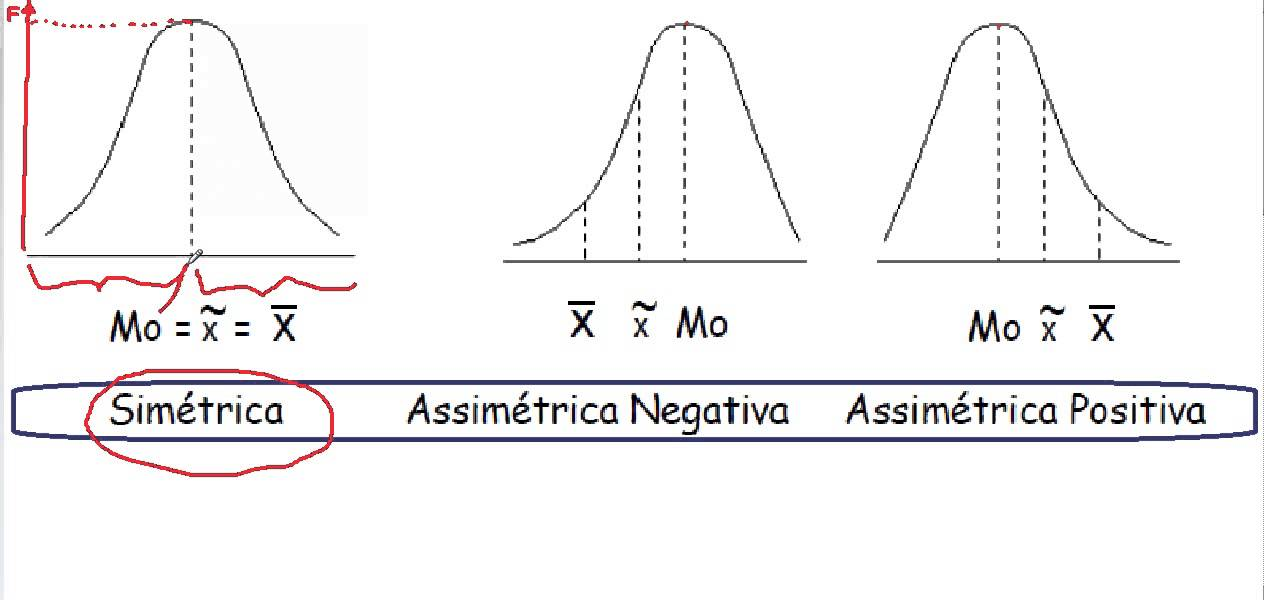 F
Mo = x̃ = x̄ x̄ x̃ Mo Mo x̃ x̄
Simétrica Assimétrica Negativa Assimétrica Positiva